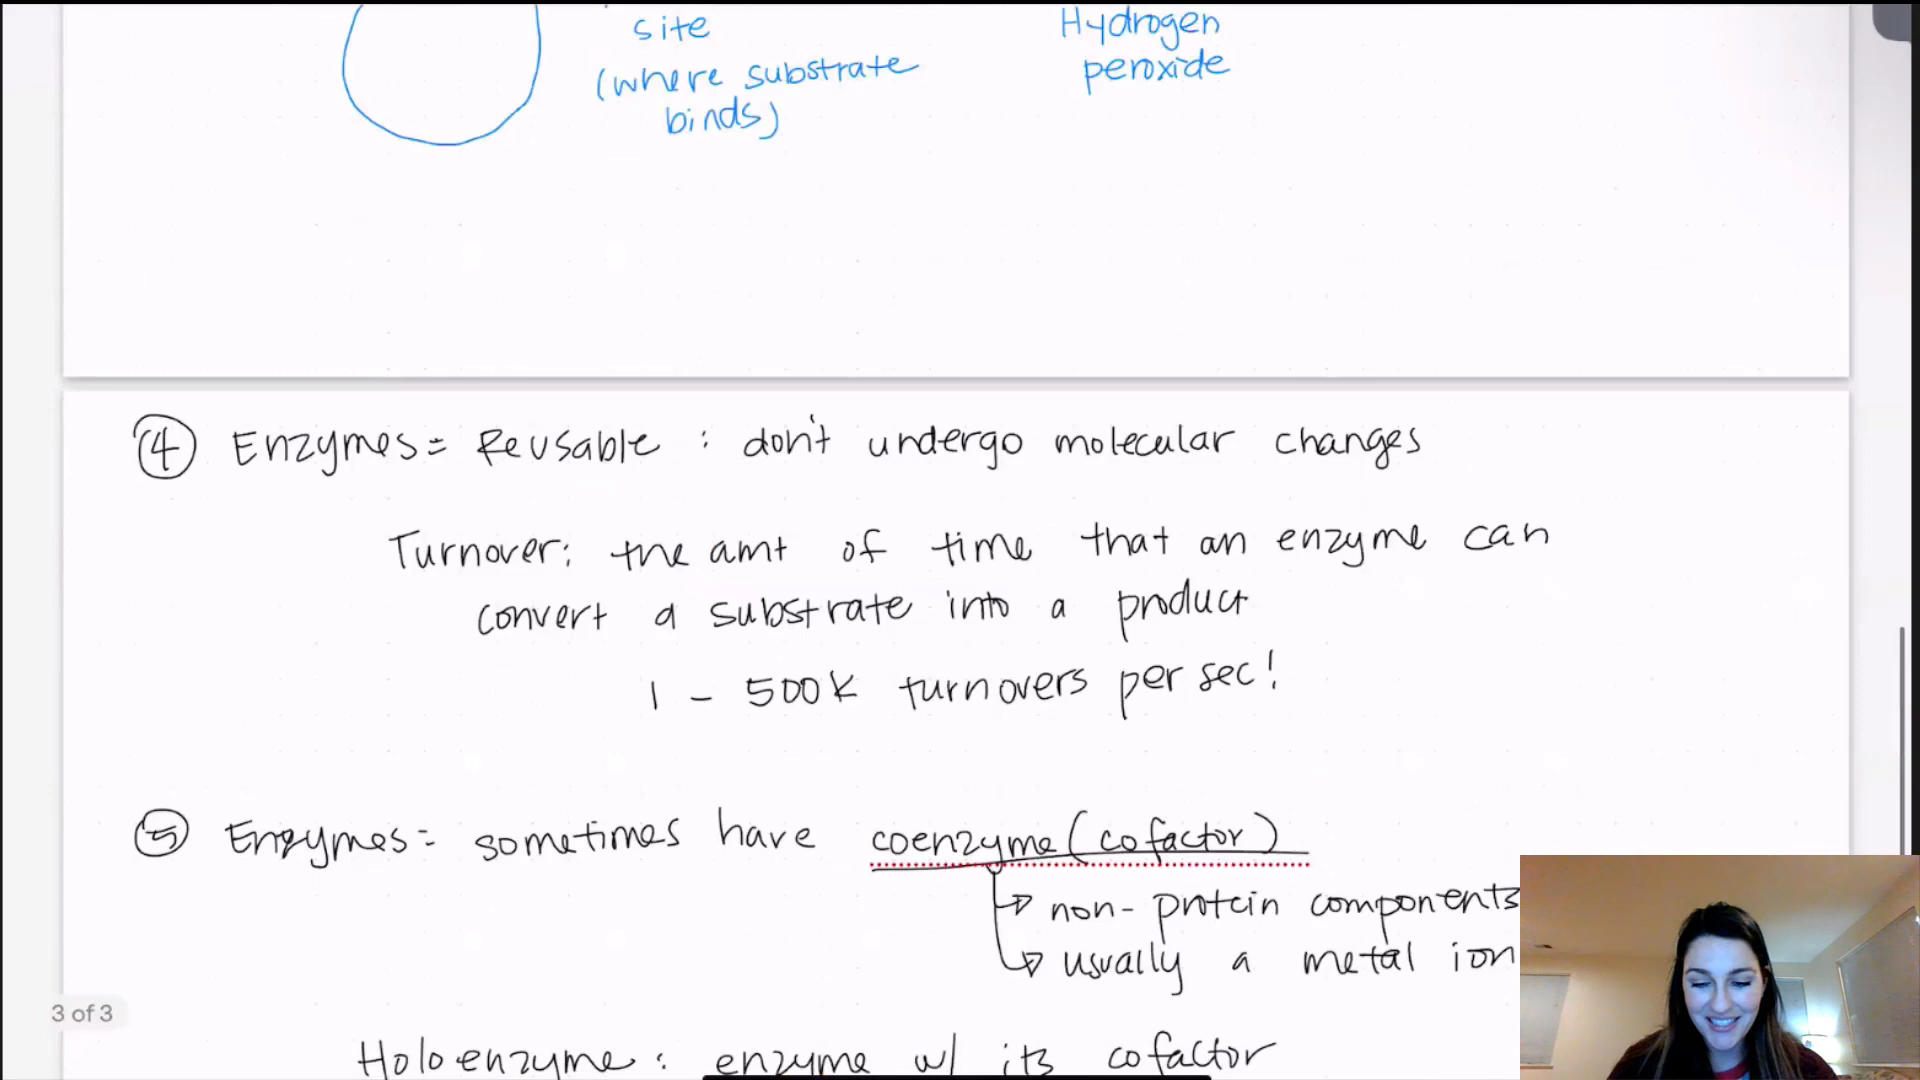 site
(where substrate
binds)
Hydrogen
peroxide
4 Enzymes = Reusable : don't undergo molecular changes
Turnover: the amt of time that an enzyme can
convert a substrate into a product
1 - 500k turnovers per sec!
5 Enzymes = sometimes have coenzyme (cofactor)
non-protein components
usually a metal ion
3 of 3
Holoenzyme: enzyme w/ its cofactor